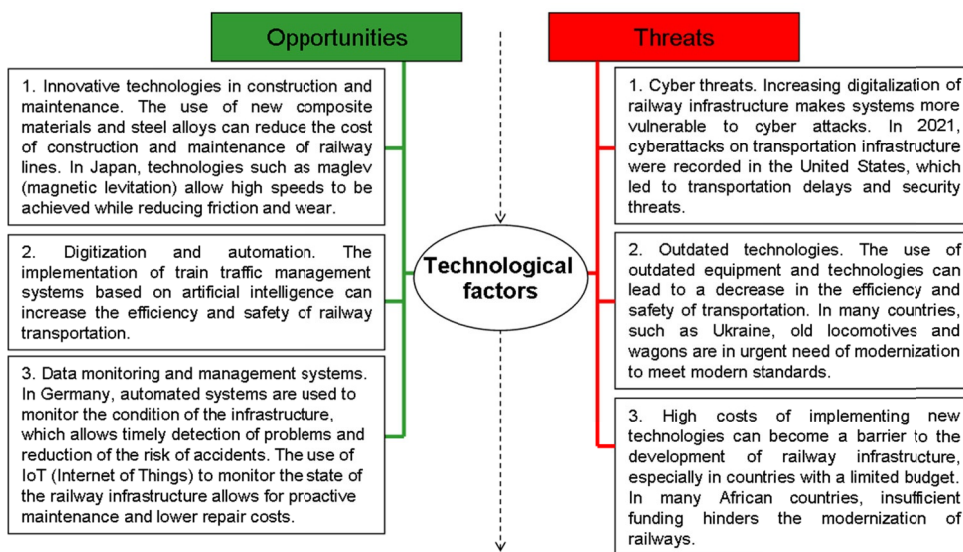 Opportunities
1. Innovative technologies in construction and
maintenance. The use of new composite
materials and steel alloys can reduce the cost
of construction and maintenance of railway
lines. In Japan, technologies such as maglev
(magnetic levitation) allow high speeds to be
achieved while reducing friction and wear.
2. Digitization and automation. The
implementation of train traffic management
systems based on artificial intelligence can
increase the efficiency and safety of railway
transportation.
3. Data monitoring and management systems.
In Germany, automated systems are used to
monitor the condition of the infrastructure,
which allows timely detection of problems and
reduction of the risk of accidents. The use of
IoT (Internet of Things) to monitor the state of
the railway infrastructure allows for proactive
maintenance and lower repair costs.
Technological
factors
Threats
1. Cyber threats. Increasing digitalization of
railway infrastructure makes systems more
vulnerable to cyber attacks. In 2021,
cyberattacks on transportation infrastructure
were recorded in the United States, which
led to transportation delays and security
threats.
2. Outdated technologies. The use of
outdated equipment and technologies can
lead to a decrease in the efficiency and
safety of transportation. In many countries,
such as Ukraine, old locomotives and
wagons are in urgent need of modernization
to meet modern standards.
3. High costs of implementing new
technologies can become a barrier to the
development of railway infrastructure,
especially in countries with a limited budget.
In many African countries, insufficient
funding hinders the modernization of
railways.